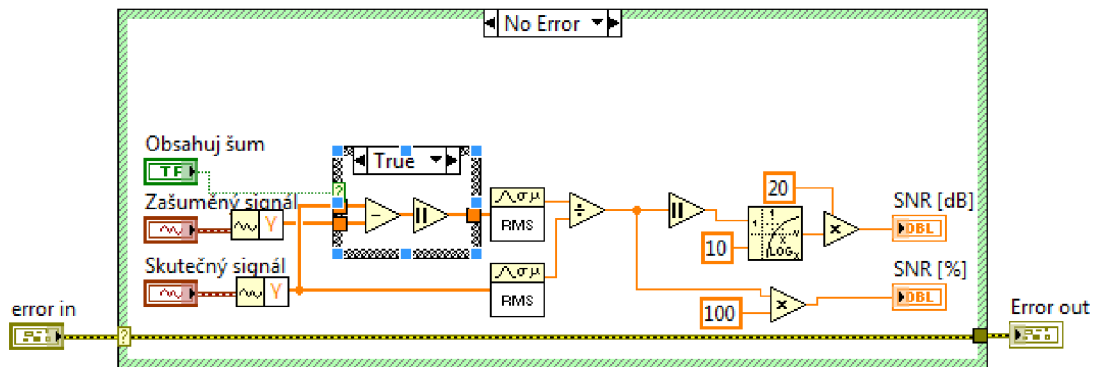 No Error
Obsahuj šum
TF
True
?
Zašuměný signál
Y
RMS
20
SNR [dB]
DBL
10
LOG X
Skutečný signál
Y
RMS
SNR [%]
DBL
100
error in
?
Error out